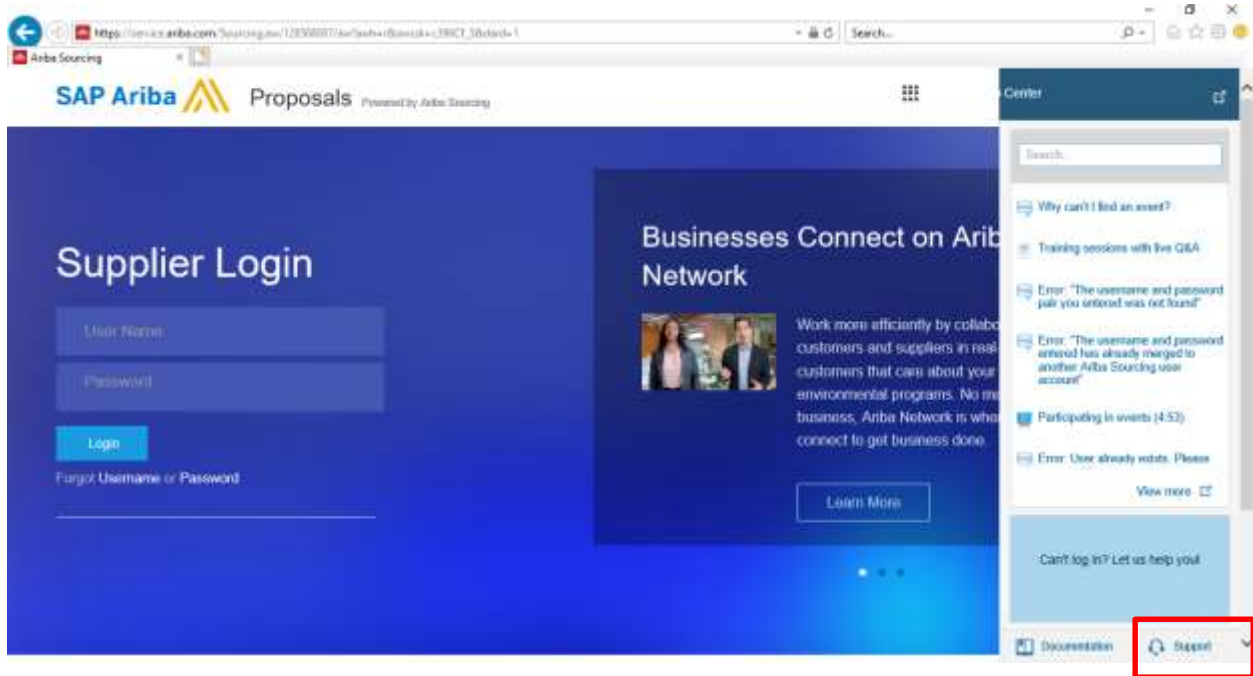 Search...
Ariba Sourcing
SAP Ariba
Proposals Powered by Ariba Sourcing
Center
Search...
Supplier Login
User Name
Password
Login
Forgot Username or Password
Businesses Connect on Arib
Network
Work more efficiently by collabo
customers and suppliers in real
customers that care about your
environmental programs. No
business, Ariba Network is
connect to get business done.
Learn More
Why can't I find an event?
Training sessions with live Q&A
Error: "The username and password
pair you entered was not found"
Error: "The username and password
entered has already merged to
another Ariba Sourcing user
account"
Participating in events (4:53)
Error: User already exists. Please
View more
Can't log in? Let us help you!
Documentation
Support